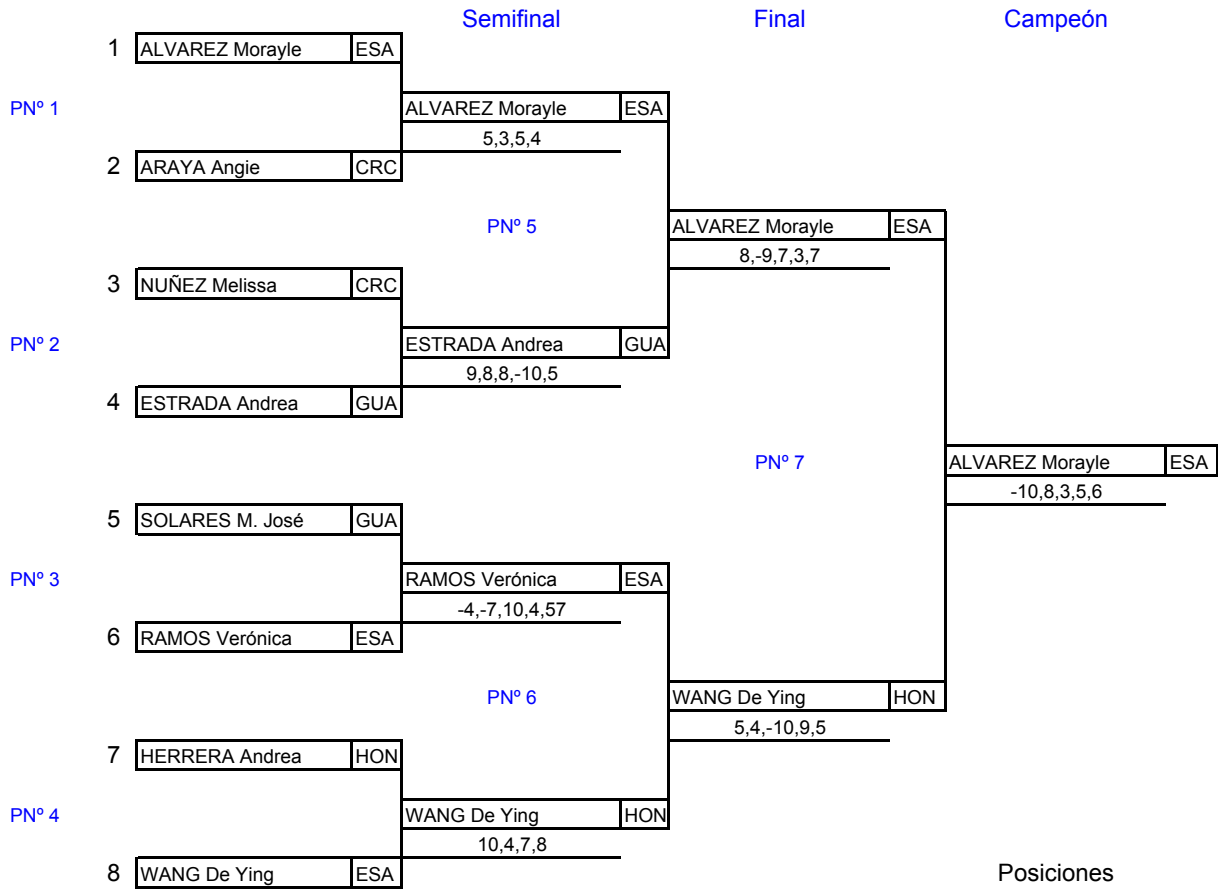 Semifinal Final Campeón
1 ALVAREZ Morayle ESA
PNº 1 ALVAREZ Morayle ESA
5,3,5,4
2 ARAYA Angie CRC
PNº 5 ALVAREZ Morayle ESA
8,-9,7,3,7
3 NUÑEZ Melissa CRC
PNº 2 ESTRADA Andrea GUA
9,8,8,-10,5
4 ESTRADA Andrea GUA
PNº 7 ALVAREZ Morayle ESA
-10,8,3,5,6
5 SOLARES M. José GUA
PNº 3 RAMOS Verónica ESA
-4,-7,10,4,57
6 RAMOS Verónica ESA
PNº 6 WANG De Ying HON
5,4,-10,9,5
7 HERRERA Andrea HON
PNº 4 WANG De Ying HON
10,4,7,8
8 WANG De Ying ESA Posiciones